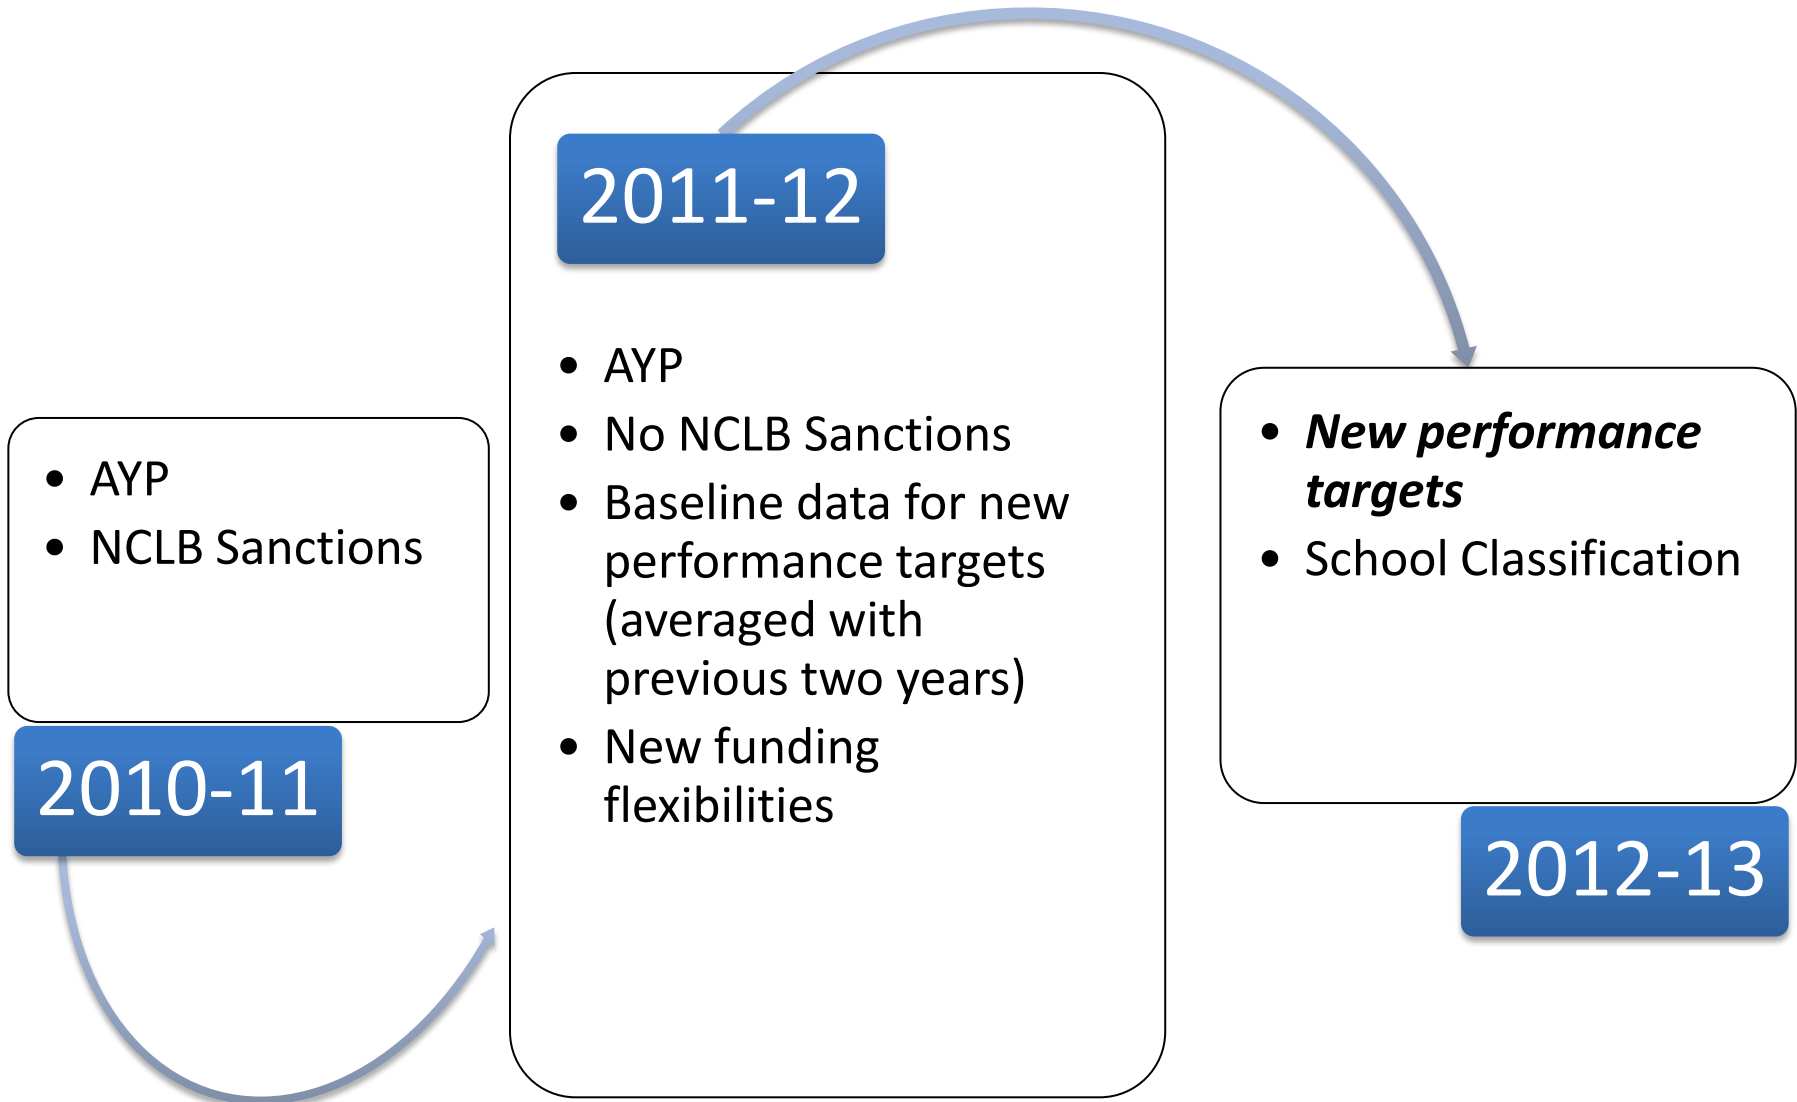 • AYP
• NCLB Sanctions
2010-11
2011-12
• AYP
• No NCLB Sanctions
• Baseline data for new
performance targets
(averaged with
previous two years)
• New funding
flexibilities
• New performance
targets
• School Classification
2012-13